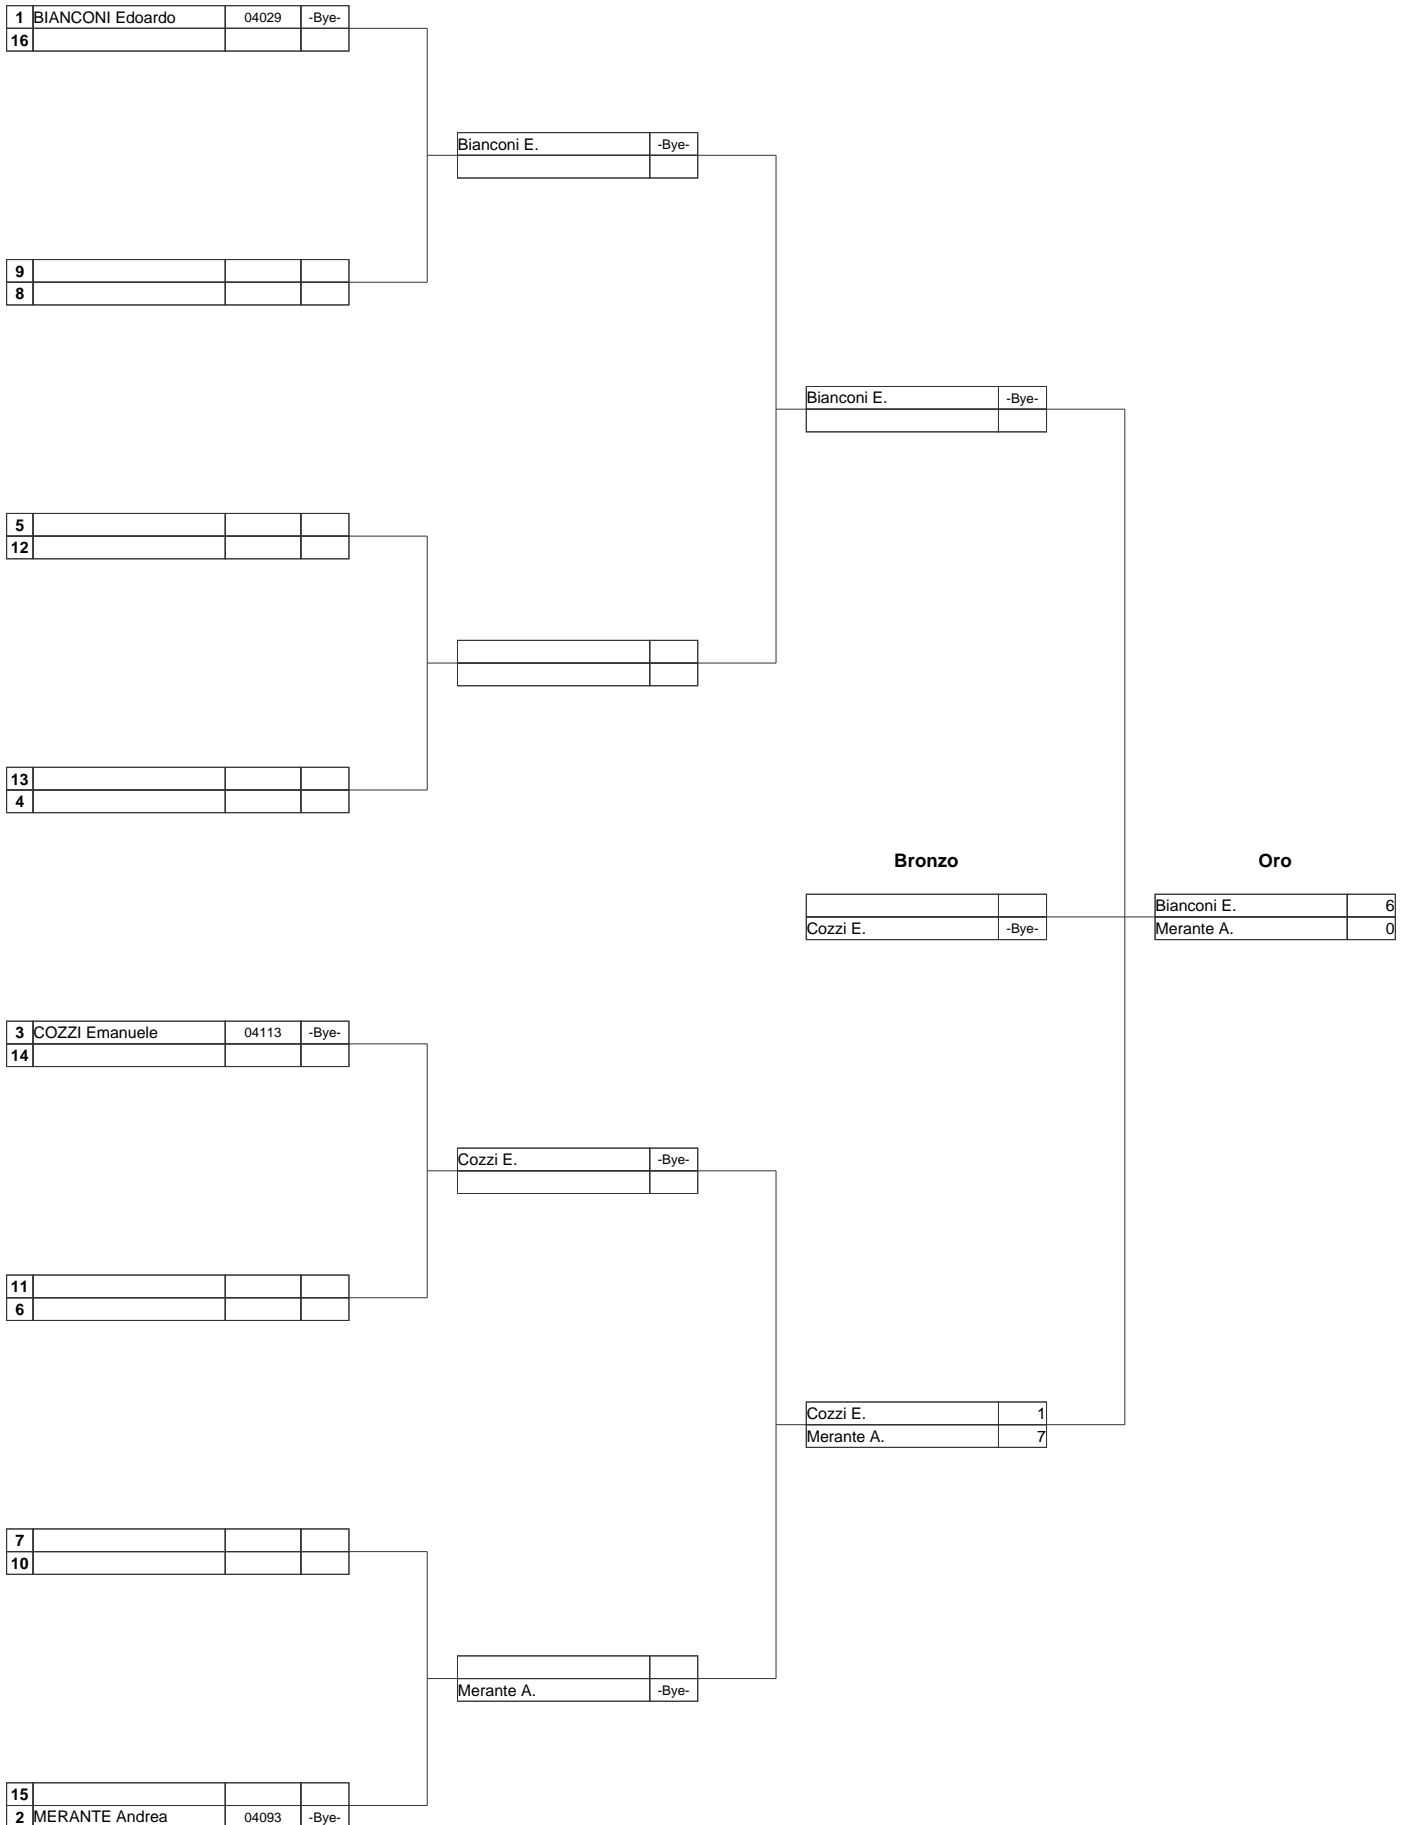 1 BIANCONI Edoardo 04029 -Bye-
16
Bianconi E. -Bye-
9
8
Bianconi E. -Bye-
5
12
13
4
Bronzo Oro
Bianconi E. 6
Cozzi E. -Bye- Merante A. 0
3 COZZI Emanuele 04113 -Bye-
14
Cozzi E. -Bye-
11
6
Cozzi E. 1
Merante A. 7
7
10
Merante A. -Bye-
15
2 MERANTE Andrea 04093 -Bye-